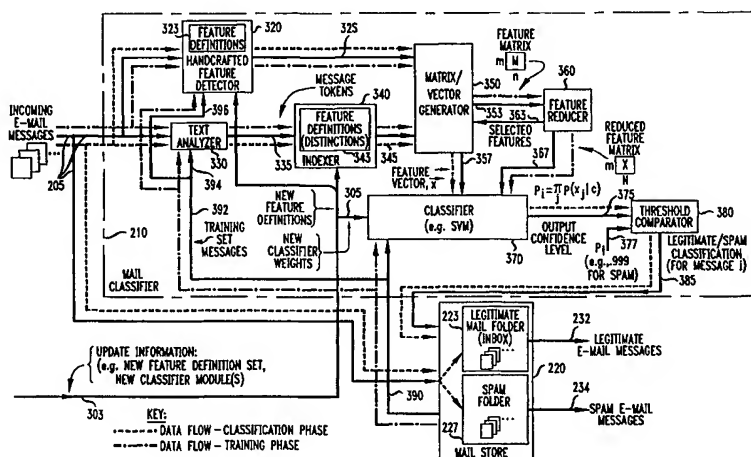 323
FEATURE
DEFINITIONS
HANDCRAFTED
FEATURE
DETECTOR
320
325
FEATURE
MATRIX
m M
n
INCOMING
E-MAIL
MESSAGES
205
396
MESSAGE
TOKENS
TEXT
ANALYZER
330
335
340
FEATURE
DEFINITIONS
(DISTINCTIONS)
343
INDEXER
345
MATRIX/
VECTOR
GENERATOR
350
353
363
SELECTED
FEATURES
360
FEATURE
REDUCER
REDUCED
FEATURE
MATRIX
m X
N
357
367
FEATURE
VECTOR, x
394
392
TRAINING
SET
MESSAGES
210
MAIL
CLASSIFIER
NEW
FEATURE
DEFINITIONS
305
NEW
CLASSIFIER
WEIGHTS
CLASSIFIER
(e.g. SVM)
370
Pi=πj P(xj|c)
375
OUTPUT
CONFIDENCE
LEVEL
THRESHOLD
COMPARATOR
380
Pt
377
(e.g.,.999
FOR SPAM)
LEGITIMATE/SPAM
CLASSIFICATION
(FOR MESSAGE i)
385
UPDATE INFORMATION:
(e.g. NEW FEATURE DEFINITION SET,
NEW CLASSIFIER MODULE(S)
303
390
223
LEGITIMATE
MAIL FOLDER
(INBOX)
220
232
LEGITIMATE
E-MAIL MESSAGES
SPAM
FOLDER
227
234
SPAM E-MAIL
MESSAGES
MAIL STORE
KEY:
DATA FLOW-CLASSIFICATION PHASE
DATA FLOW-TRAINING PHASE